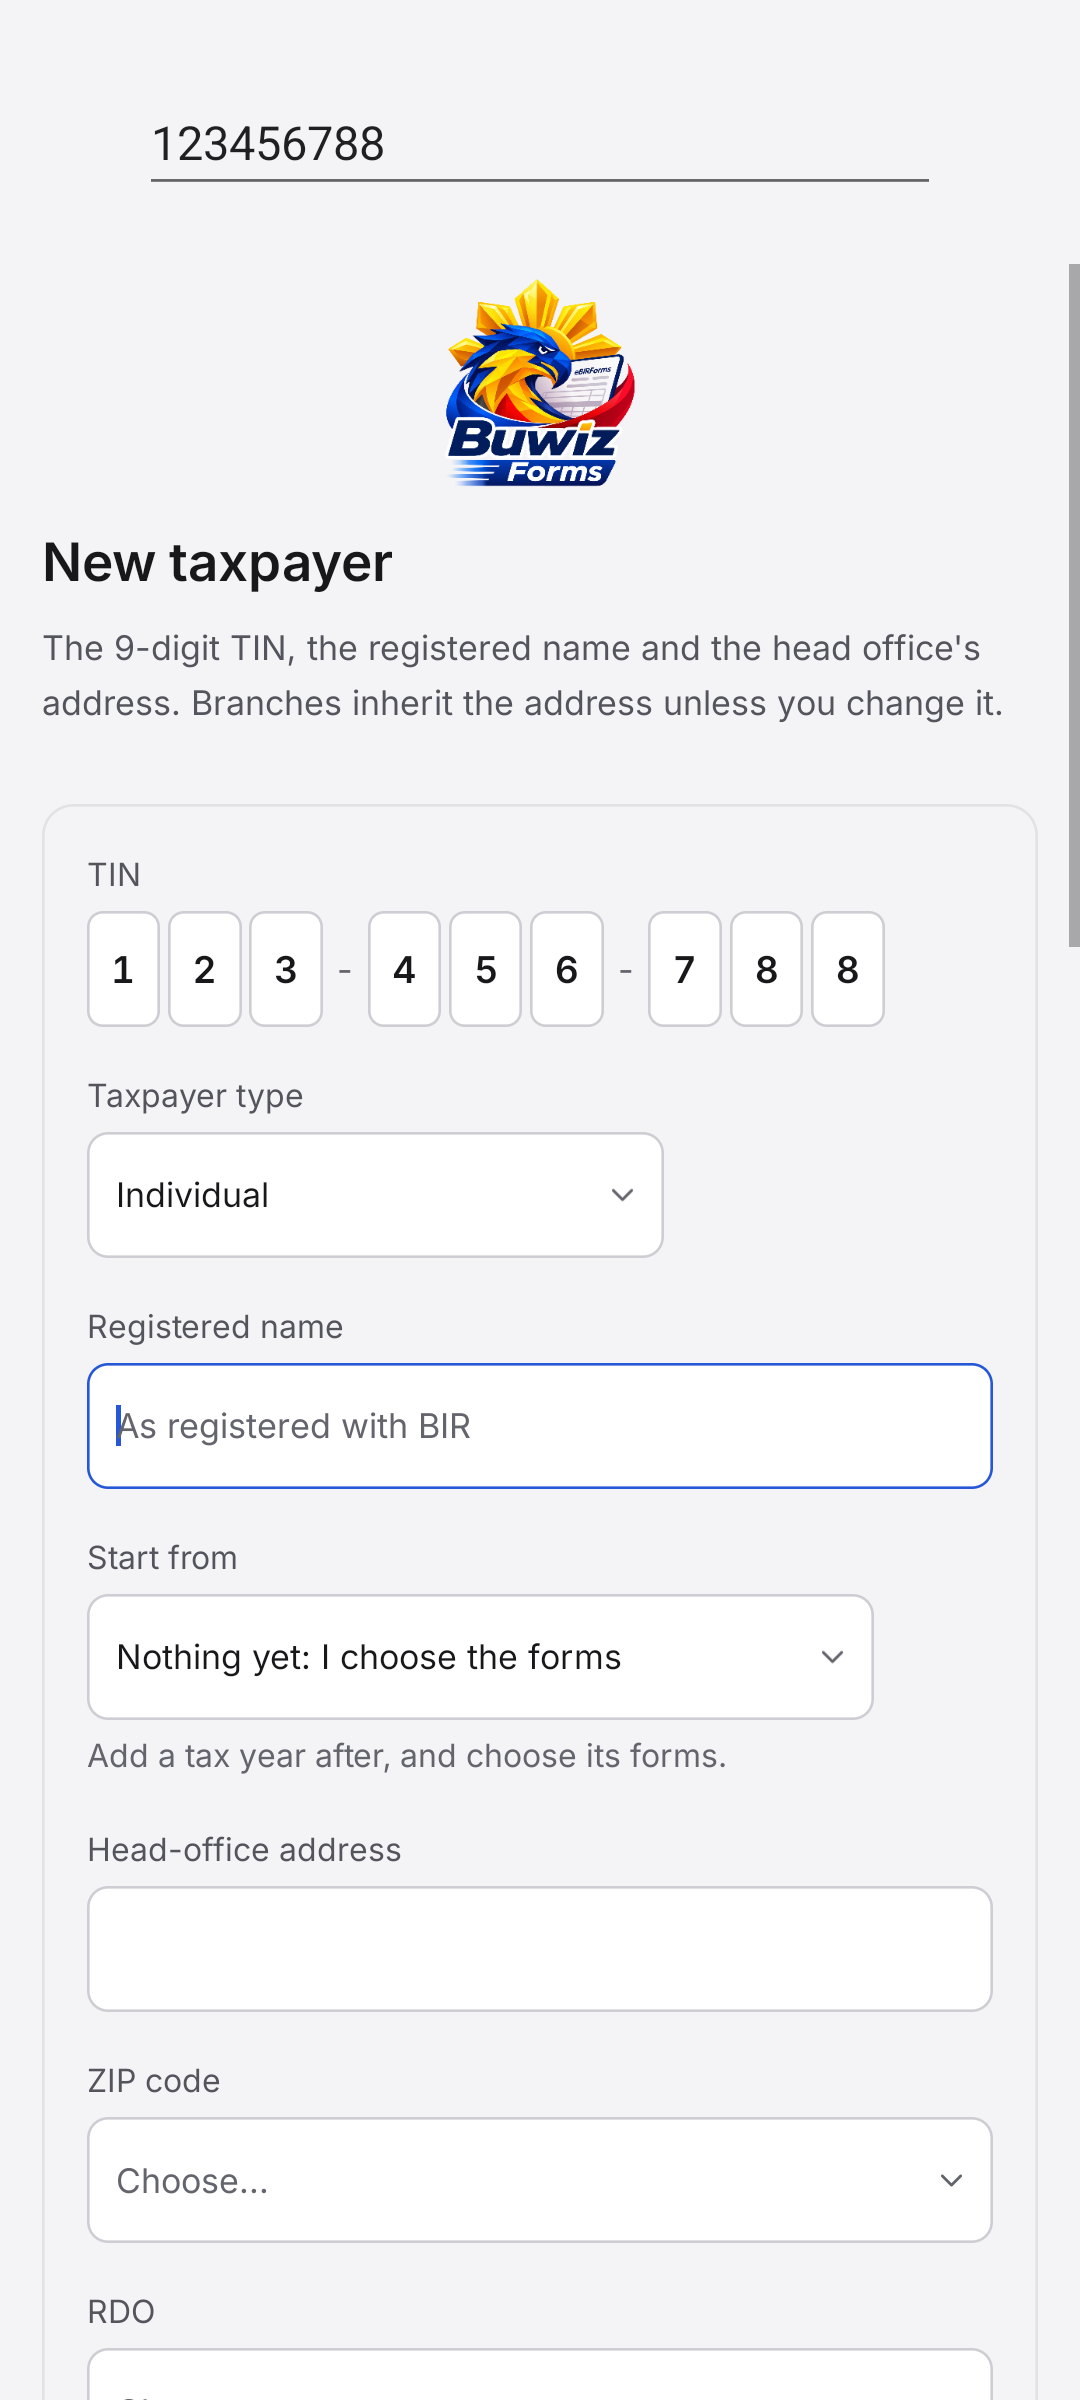 123456788
eBIRForms
Buwiz
Forms
New taxpayer
The 9-digit TIN, the registered name and the head office's
address. Branches inherit the address unless you change it.
TIN
1 2 3 - 4 5 6 - 7 8 8
Taxpayer type
Individual
Registered name
As registered with BIR
Start from
Nothing yet: I choose the forms
Add a tax year after, and choose its forms.
Head-office address
ZIP code
Choose...
RDO